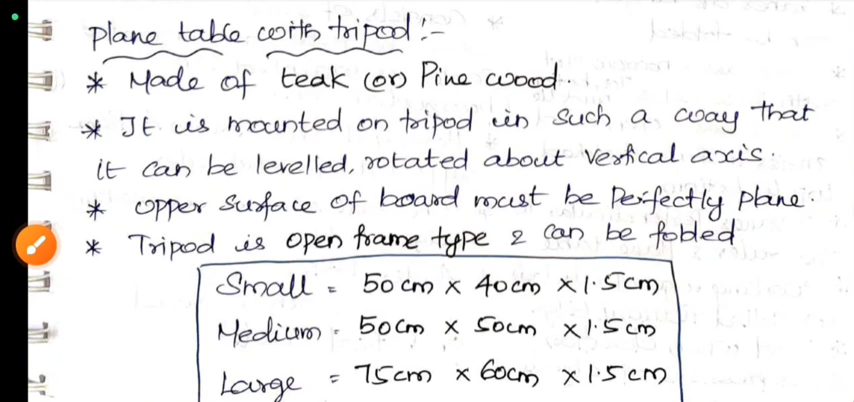 Plane table with tripod :-
* Made of teak (or) Pine wood.
* It is mounted on tripod in such a way that
it can be levelled, rotated about vertical axis.
* Upper Surface of board must be Perfectly plane.
* Tripod is open frame type & can be folded
Small = 50cm x 40cm x 1.5cm
Medium = 50cm x 50cm x 1.5cm
Large = 75cm x 60cm x 1.5cm